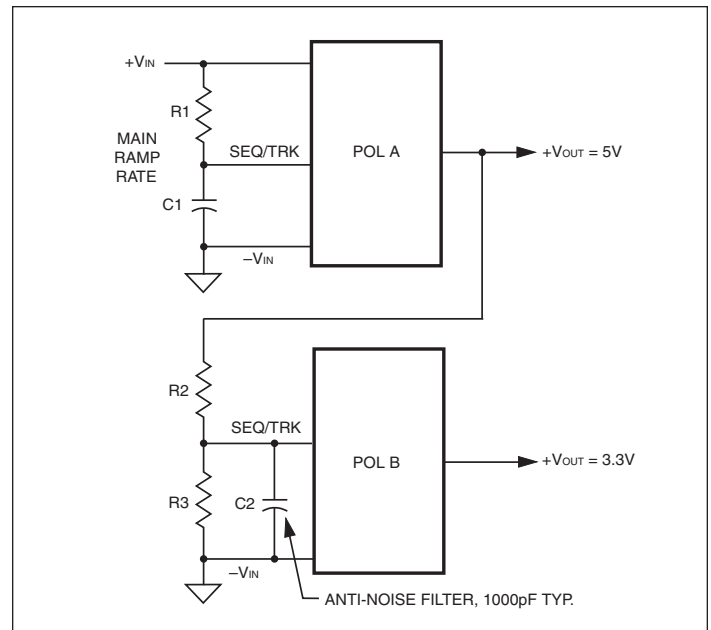 +VIN
R1
MAIN
RAMP
RATE
SEQ/TRK
POL A
+VOUT = 5V
C1
–VIN
R2
SEQ/TRK
POL B
+VOUT = 3.3V
R3
C2
–VIN
ANTI-NOISE FILTER, 1000pF TYP.